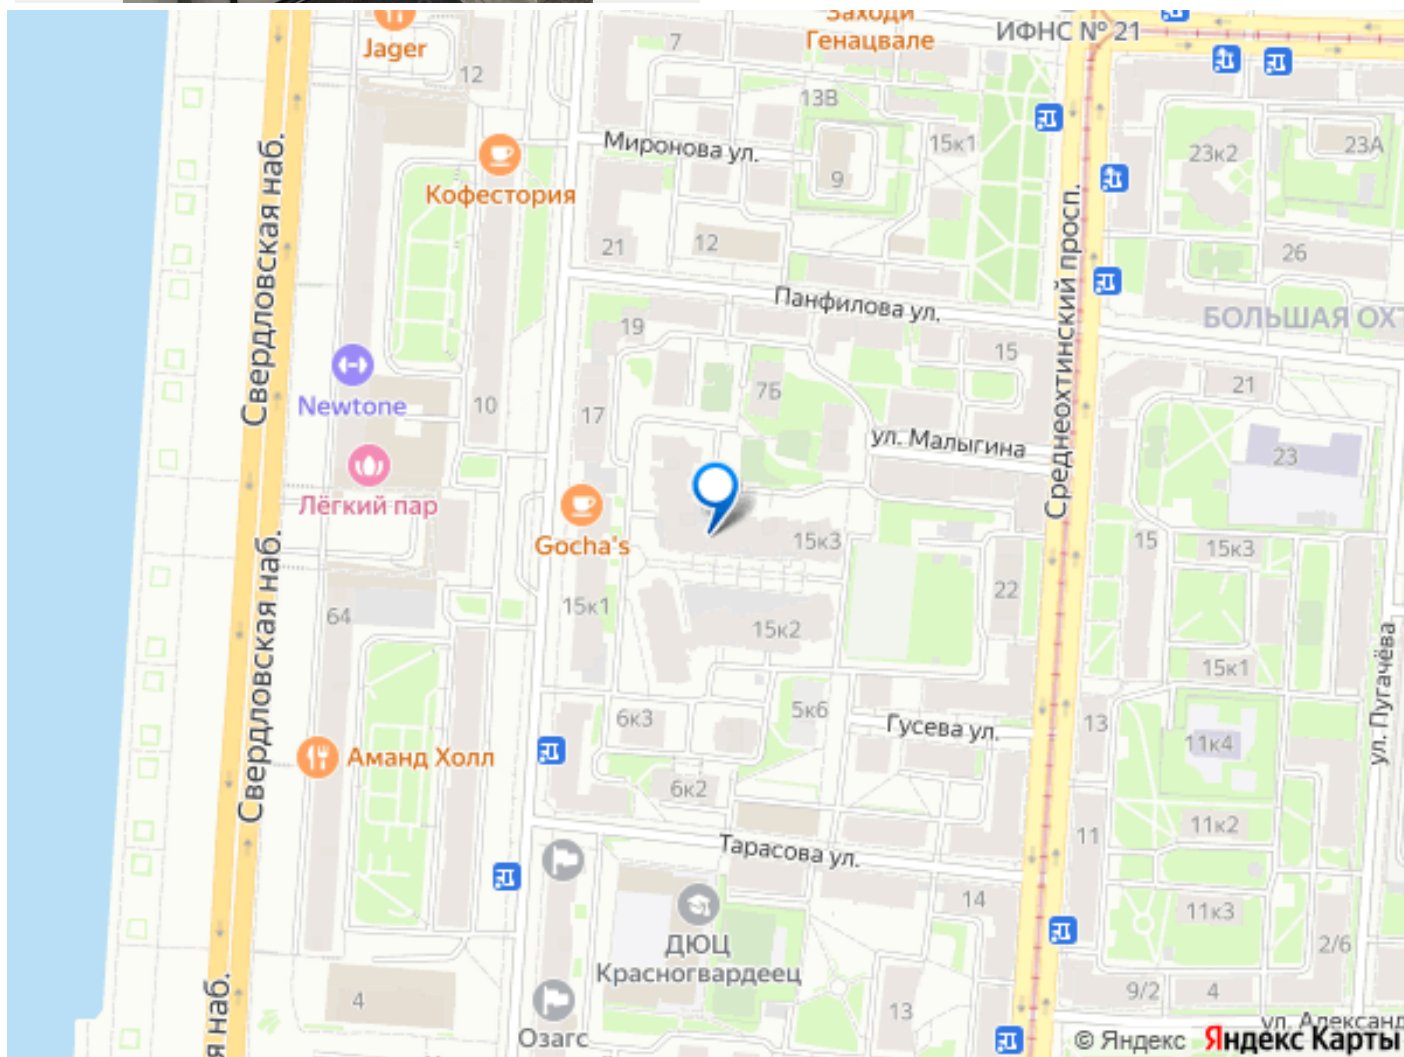 Jager
12
7
Заходи
Генацвале
ИФНС № 21
13В
15к1
23к2
23А
Миронова ул.
9
Кофестория
Свердловская наб.
21
12
26
Панфилова ул.
БОЛЬШАЯ ОХТ
19
15
Среднеохтинский просп.
Newtone
10
17
7Б
21
ул. Малыгина
23
Лёгкий пар
Gocha's
15к3
15
15к3
Свердловская наб.
64
15к1
15к2
22
15к1
ул. Пугачёва
6к3
5к6
Гусева ул.
13
11к4
Аманд Холл
6к2
11
11к2
Тарасова ул.
14
11к3
ДЮЦ
Красногвардеец
2/6
4
13
9/2
4
я наб.
Озагс
ул. Александ
© Яндекс Яндекс Карты